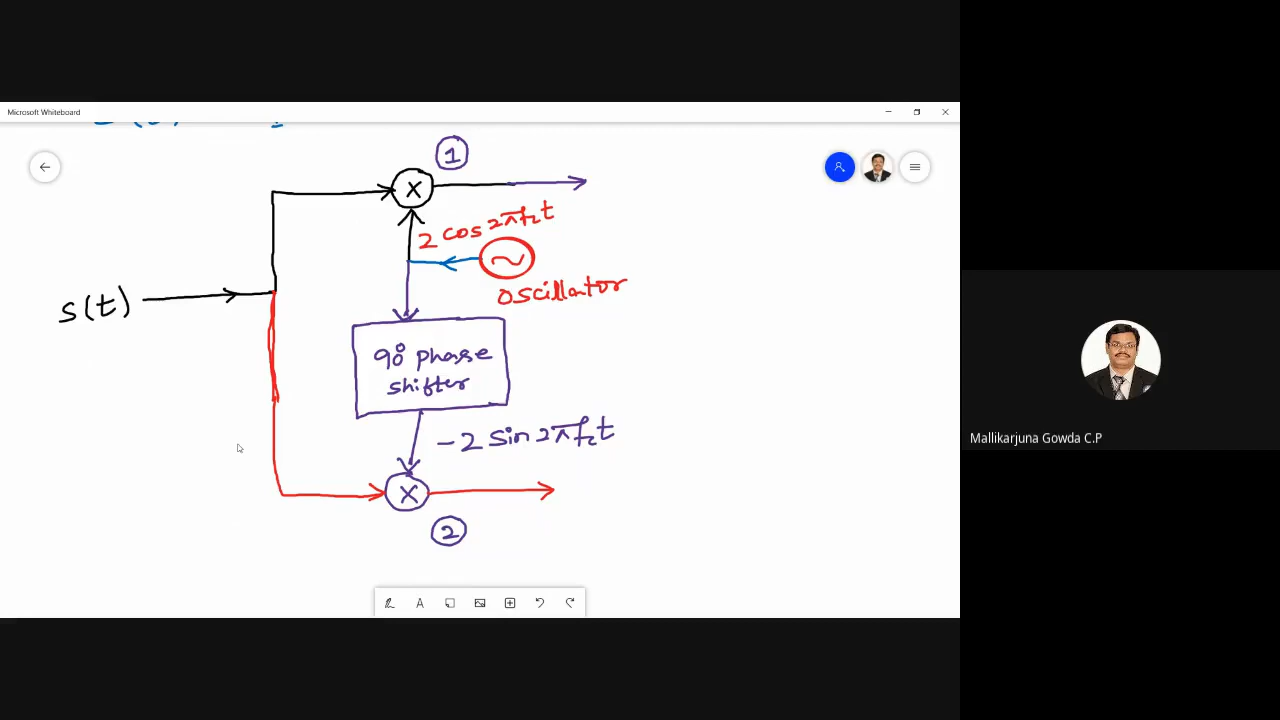 Microsoft Whiteboard
1
X
2 cos 2πf꜀t
oscillator
s(t)
90° phase
shifter
-2 sin 2πf꜀t
X
2
A
Mallikarjuna Gowda C.P